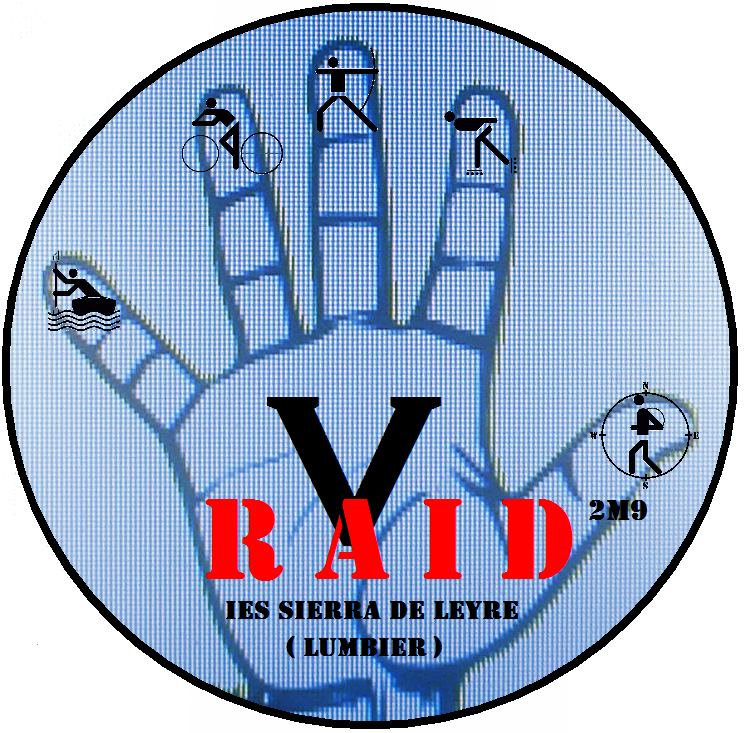 N
W E
S
V
2M9
RAID
IES SIERRA DE LEYRE
( LUMBIER )